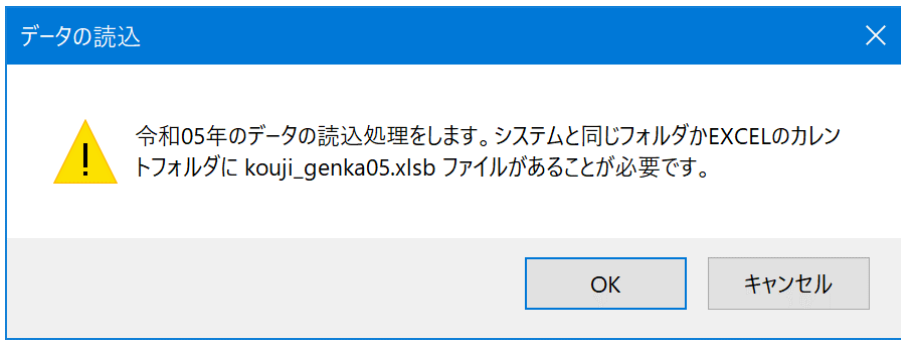 データの読込
令和05年のデータの読込処理をします。システムと同じフォルダかEXCELのカレン
トフォルダに kouji_genka05.xlsb ファイルがあることが必要です。
OK
キャンセル